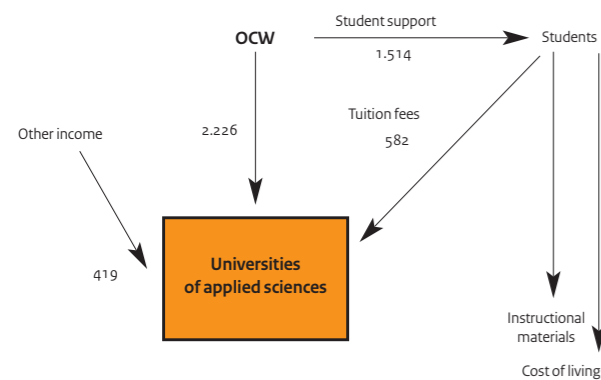 Student support
OCW
Students
1.514
Tuition fees
2.226
582
Other income
419
Universities
of applied sciences
Instructional
materials
Cost of living